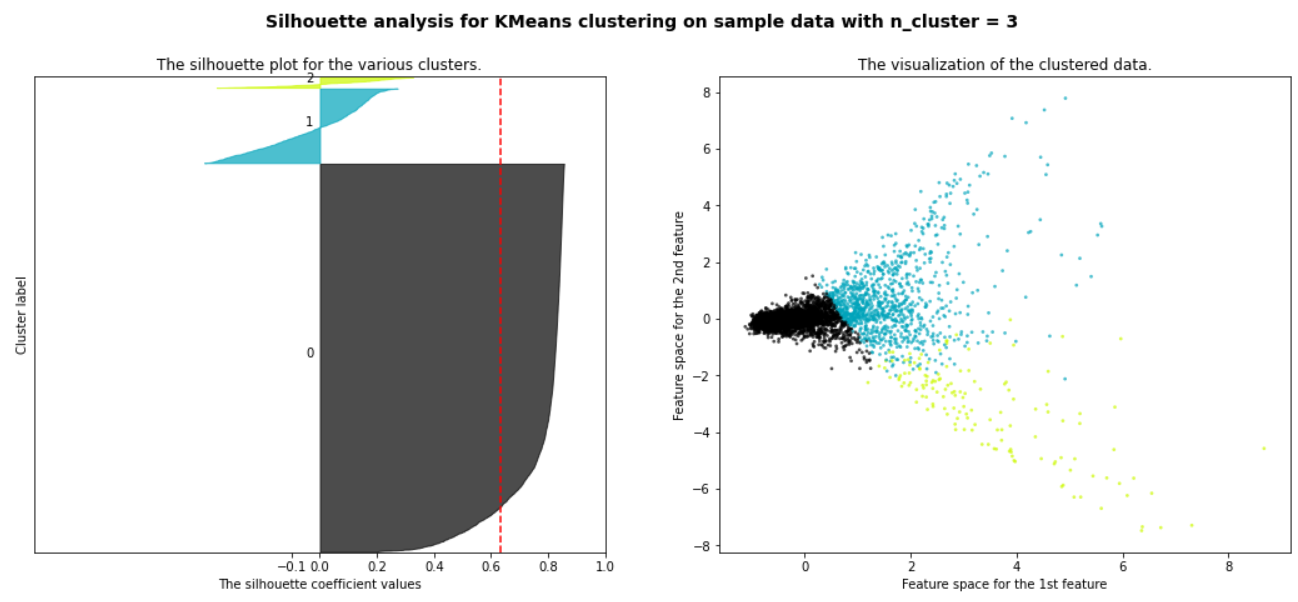 Silhouette analysis for KMeans clustering on sample data with n_cluster = 3
The silhouette plot for the various clusters.
2
1
0
Cluster label
−0.1 0.0 0.2 0.4 0.6 0.8 1.0
The silhouette coefficient values
The visualization of the clustered data.
8
6
4
2
0
−2
−4
−6
−8
Feature space for the 2nd feature
0 2 4 6 8
Feature space for the 1st feature